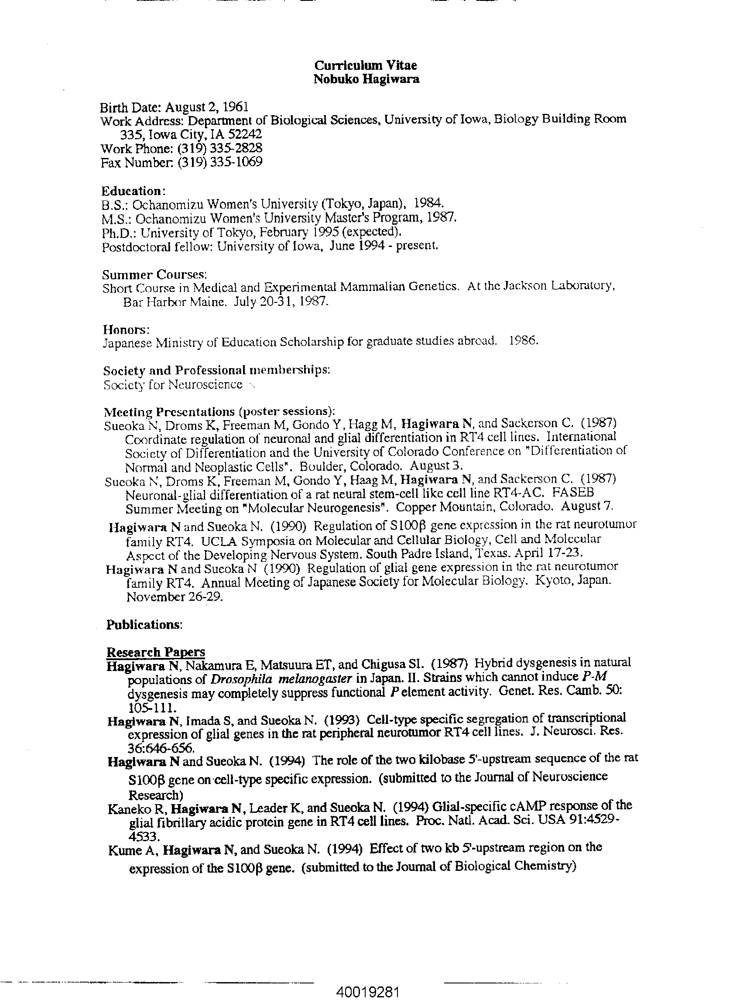 Curriculum Vitae
Nobuko Hagiwara
Birth Date: August 2, 1961
Work Address: Department of Biological Sciences, University of Iowa, Biology Building Room
335, Iowa City, IA 52242
Work Phone: (319) 335-2828
Fax Number: (319) 335-1069
Education:
B.S.: Ochanomizu Women's University (Tokyo, Japan), 1984.
M.S.: Ochanomizu Women's University Master's Program, 1987.
Ph.D.: University of Tokyo, February 1995 (expected).
Postdoctoral fellow: University of Iowa, June 1994 - present.
Summer Courses:
Short Course in Medical and Experimental Mammalian Genetics. At the Jackson Laboratory,
Bar Harbor Maine. July 20-31, 1987.
Honors:
Japanese Ministry of Education Scholarship for graduate studies abroad. 1986.
Society and Professional memberships:
Society for Neuroscience
Meeting Presentations (poster sessions):
Sueoka N, Droms K, Freeman M, Gondo Y, Hagg M, Hagiwara N, and Sackerson C. (1987)
Coordinate regulation of neuronal and glial differentiation in RT4 cell lines. International
Society of Differentiation and the University of Colorado Conference on "Differentiation of
Normal and Neoplastic Cells". Boulder, Colorado. August 3.
Sueoka N, Droms K, Freeman M, Gondo Y, Haag M, Hagiwara N, and Sackerson C. (1987)
Neuronal-glial differentiation of a rat neural stem-cell like cell line RT4-AC. FASEB
Summer Meeting on "Molecular Neurogenesis". Copper Mountain, Colorado. August 7.
Hagiwara N and Sueoka N. (1990) Regulation of S100β gene expression in the rat neurotumor
family RT4. UCLA Symposia on Molecular and Cellular Biology, Cell and Molecular
Aspect of the Developing Nervous System. South Padre Island, Texas. April 17-23.
Hagiwara N and Sueoka N (1990) Regulation of glial gene expression in the rat neurotumor
family RT4. Annual Meeting of Japanese Society for Molecular Biology. Kyoto, Japan.
November 26-29.
Publications:
Research Papers
Hagiwara N, Nakamura E, Matsuura ET, and Chigusa SI. (1987) Hybrid dysgenesis in natural
populations of Drosophila melanogaster in Japan. II. Strains which cannot induce P-M
dysgenesis may completely suppress functional P element activity. Genet. Res. Camb. 50:
105-111.
Hagiwara N, Imada S, and Sueoka N. (1993) Cell-type specific segregation of transcriptional
expression of glial genes in the rat peripheral neurotumor RT4 cell lines. J. Neurosci. Res.
36:646-656.
Hagiwara N and Sueoka N. (1994) The role of the two kilobase 5'-upstream sequence of the rat
S100β gene on cell-type specific expression. (submitted to the Journal of Neuroscience
Research)
Kaneko R, Hagiwara N, Leader K, and Sueoka N. (1994) Glial-specific cAMP response of the
glial fibrillary acidic protein gene in RT4 cell lines. Proc. Natl. Acad. Sci. USA 91:4529-
4533.
Kume A, Hagiwara N, and Sueoka N. (1994) Effect of two kb 5'-upstream region on the
expression of the S100β gene. (submitted to the Journal of Biological Chemistry)
40019281